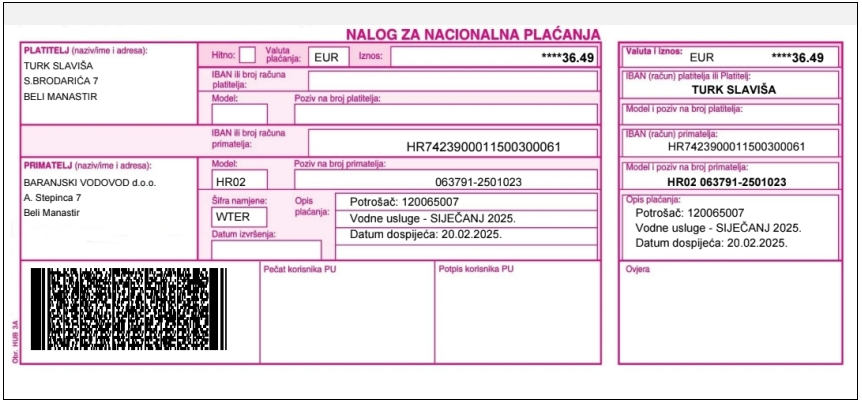 NALOG ZA NACIONALNA PLAĆANJA
PLATITELJ (naziv/ime i adresa):
TURK SLAVIŠA
S.BRODARIĆA 7
BELI MANASTIR
Hitno:
Valuta plaćanja:
EUR
Iznos:
****36.49
IBAN ili broj računa platitelja:
Model:
Poziv na broj platitelja:
IBAN ili broj računa primatelja:
HR7423900011500300061
PRIMATELJ (naziv/ime i adresa):
BARANJSKI VODOVOD d.o.o.
A. Stepinca 7
Beli Manastir
Model:
HR02
Poziv na broj primatelja:
063791-2501023
Šifra namjene:
WTER
Datum izvršenja:
Opis plaćanja:
Potrošač: 120065007
Vodne usluge - SIJEČANJ 2025.
Datum dospijeća: 20.02.2025.
Pečat korisnika PU
Potpis korisnika PU
Obr. HUB 3A
Valuta i iznos:
EUR
****36.49
IBAN (račun) platitelja ili Platitelj:
TURK SLAVIŠA
Model i poziv na broj platitelja:
IBAN (račun) primatelja:
HR7423900011500300061
Model i poziv na broj primatelja:
HR02 063791-2501023
Opis plaćanja:
Potrošač: 120065007
Vodne usluge - SIJEČANJ 2025.
Datum dospijeća: 20.02.2025.
Ovjera